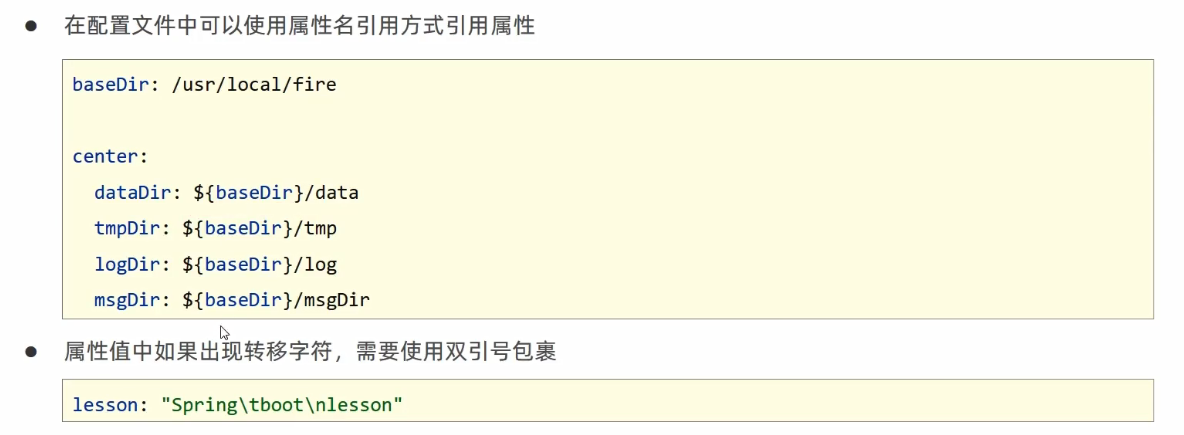 ● 在配置文件中可以使用属性名引用方式引用属性
baseDir: /usr/local/fire
center:
  dataDir: ${baseDir}/data
  tmpDir: ${baseDir}/tmp
  logDir: ${baseDir}/log
  msgDir: ${baseDir}/msgDir
● 属性值中如果出现转移字符，需要使用双引号包裹
lesson: "Spring\tboot\nlesson"